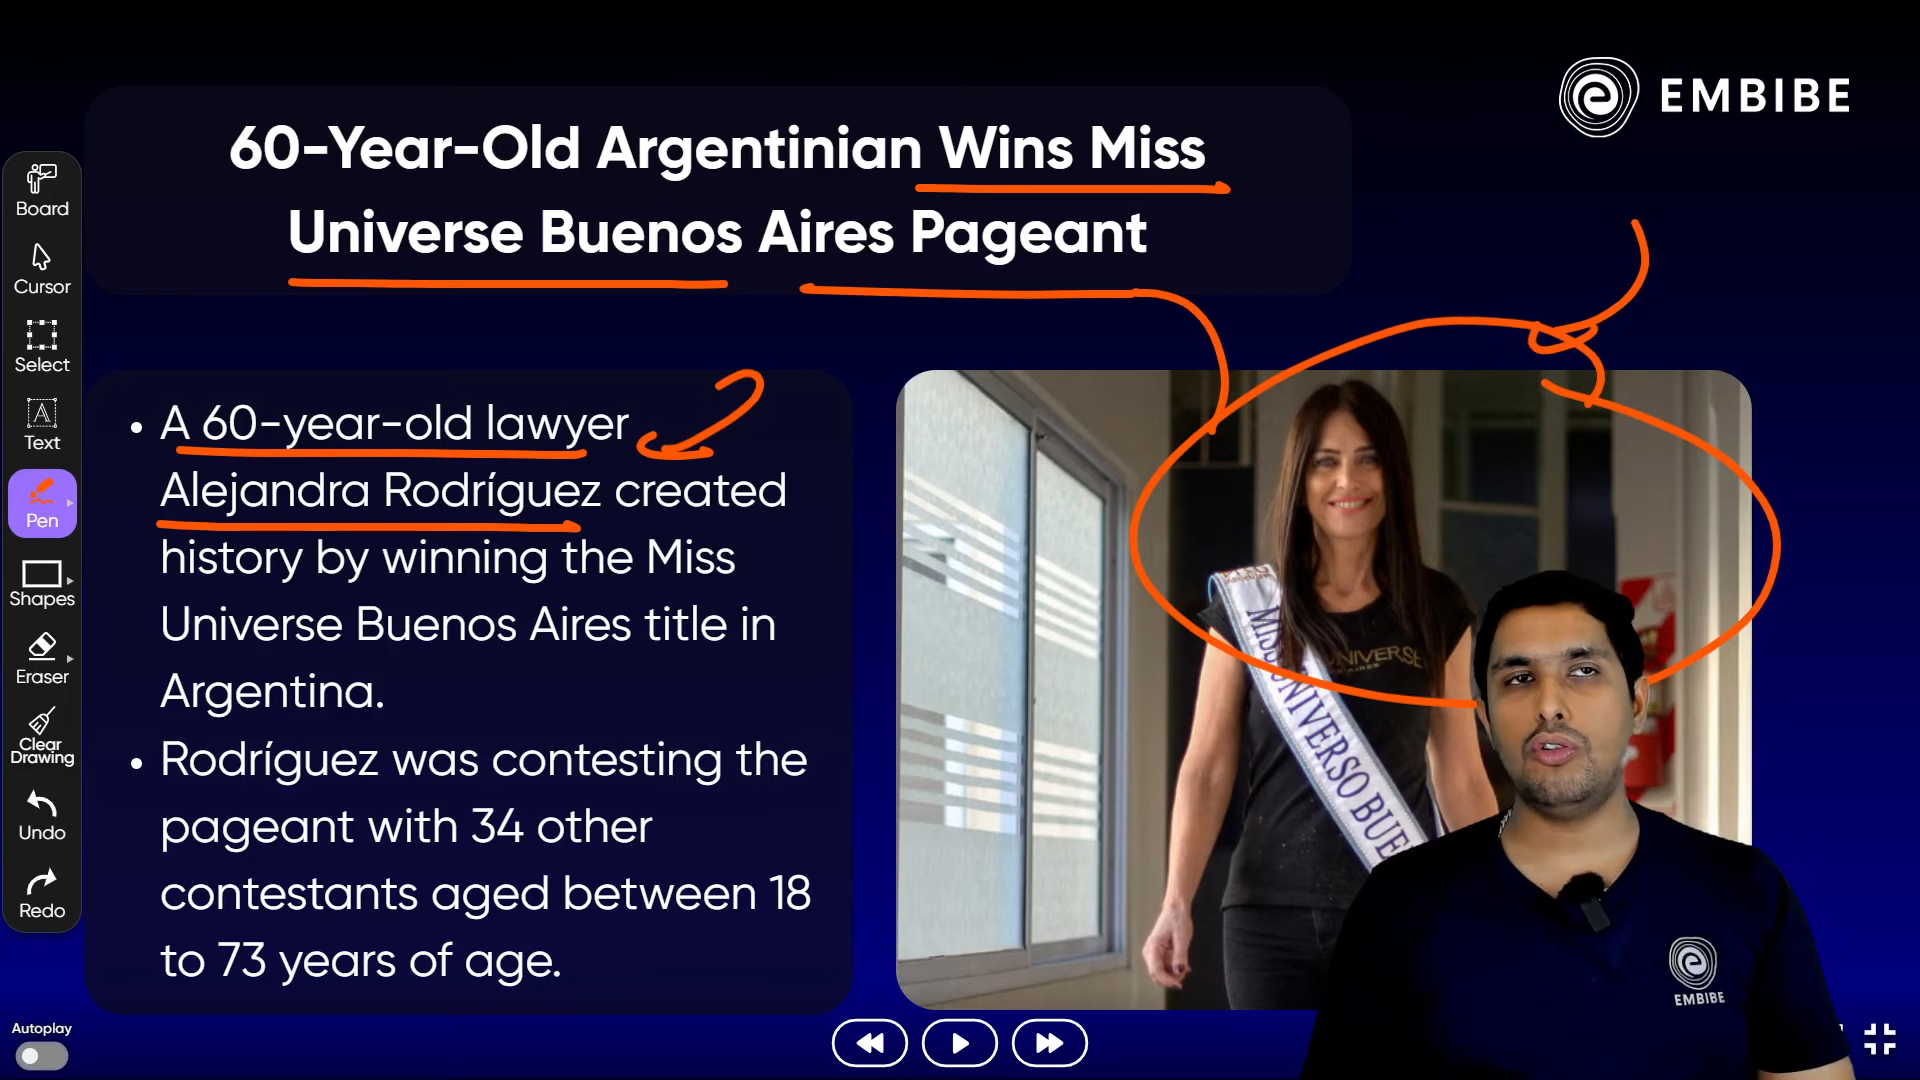 EMBIBE
60-Year-Old Argentinian Wins Miss
Universe Buenos Aires Pageant
Board
Cursor
Select
Text
Pen
Shapes
Eraser
Clear
Drawing
Undo
Redo
Autoplay
• A 60-year-old lawyer
Alejandra Rodríguez created
history by winning the Miss
Universe Buenos Aires title in
Argentina.
• Rodríguez was contesting the
pageant with 34 other
contestants aged between 18
to 73 years of age.
UNIVERSE
MISS UNIVERSO BUE
EMBIBE